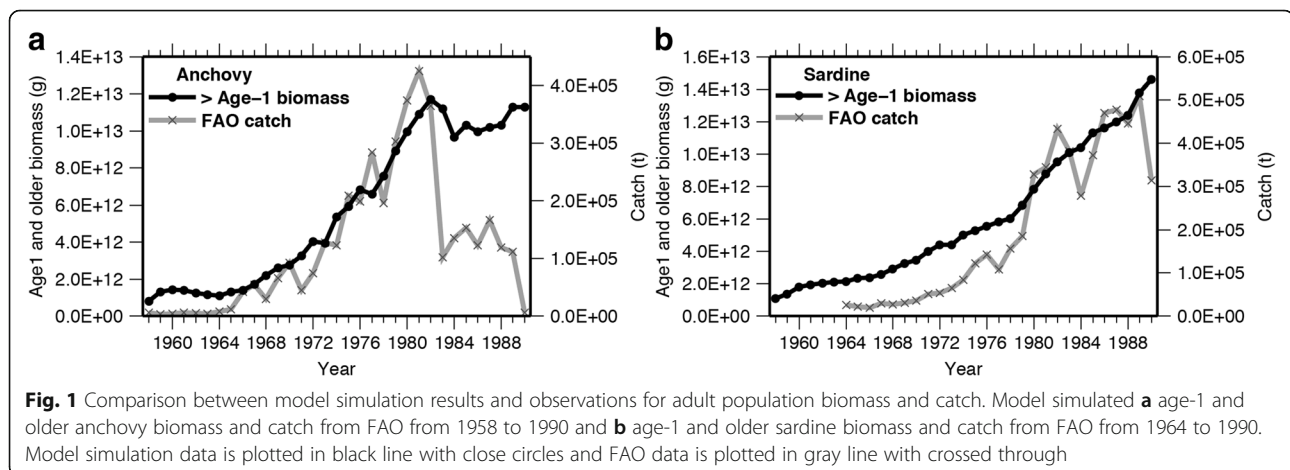 a
Anchovy
> Age-1 biomass
FAO catch
1.4E+13
1.2E+13
1.0E+13
8.0E+12
6.0E+12
4.0E+12
2.0E+12
0.0E+00
Age1 and older biomass (g)
4.0E+05
3.0E+05
2.0E+05
1.0E+05
0.0E+00
Catch (t)
1960 1964 1968 1972 1976 1980 1984 1988
Year
b
Sardine
> Age-1 biomass
FAO catch
1.6E+13
1.4E+13
1.2E+13
1.0E+13
8.0E+12
6.0E+12
4.0E+12
2.0E+12
0.0E+00
Age1 and older biomass (g)
6.0E+05
5.0E+05
4.0E+05
3.0E+05
2.0E+05
1.0E+05
0.0E+00
Catch (t)
1960 1964 1968 1972 1976 1980 1984 1988
Year
Fig. 1 Comparison between model simulation results and observations for adult population biomass and catch. Model simulated a age-1 and
older anchovy biomass and catch from FAO from 1958 to 1990 and b age-1 and older sardine biomass and catch from FAO from 1964 to 1990.
Model simulation data is plotted in black line with close circles and FAO data is plotted in gray line with crossed through